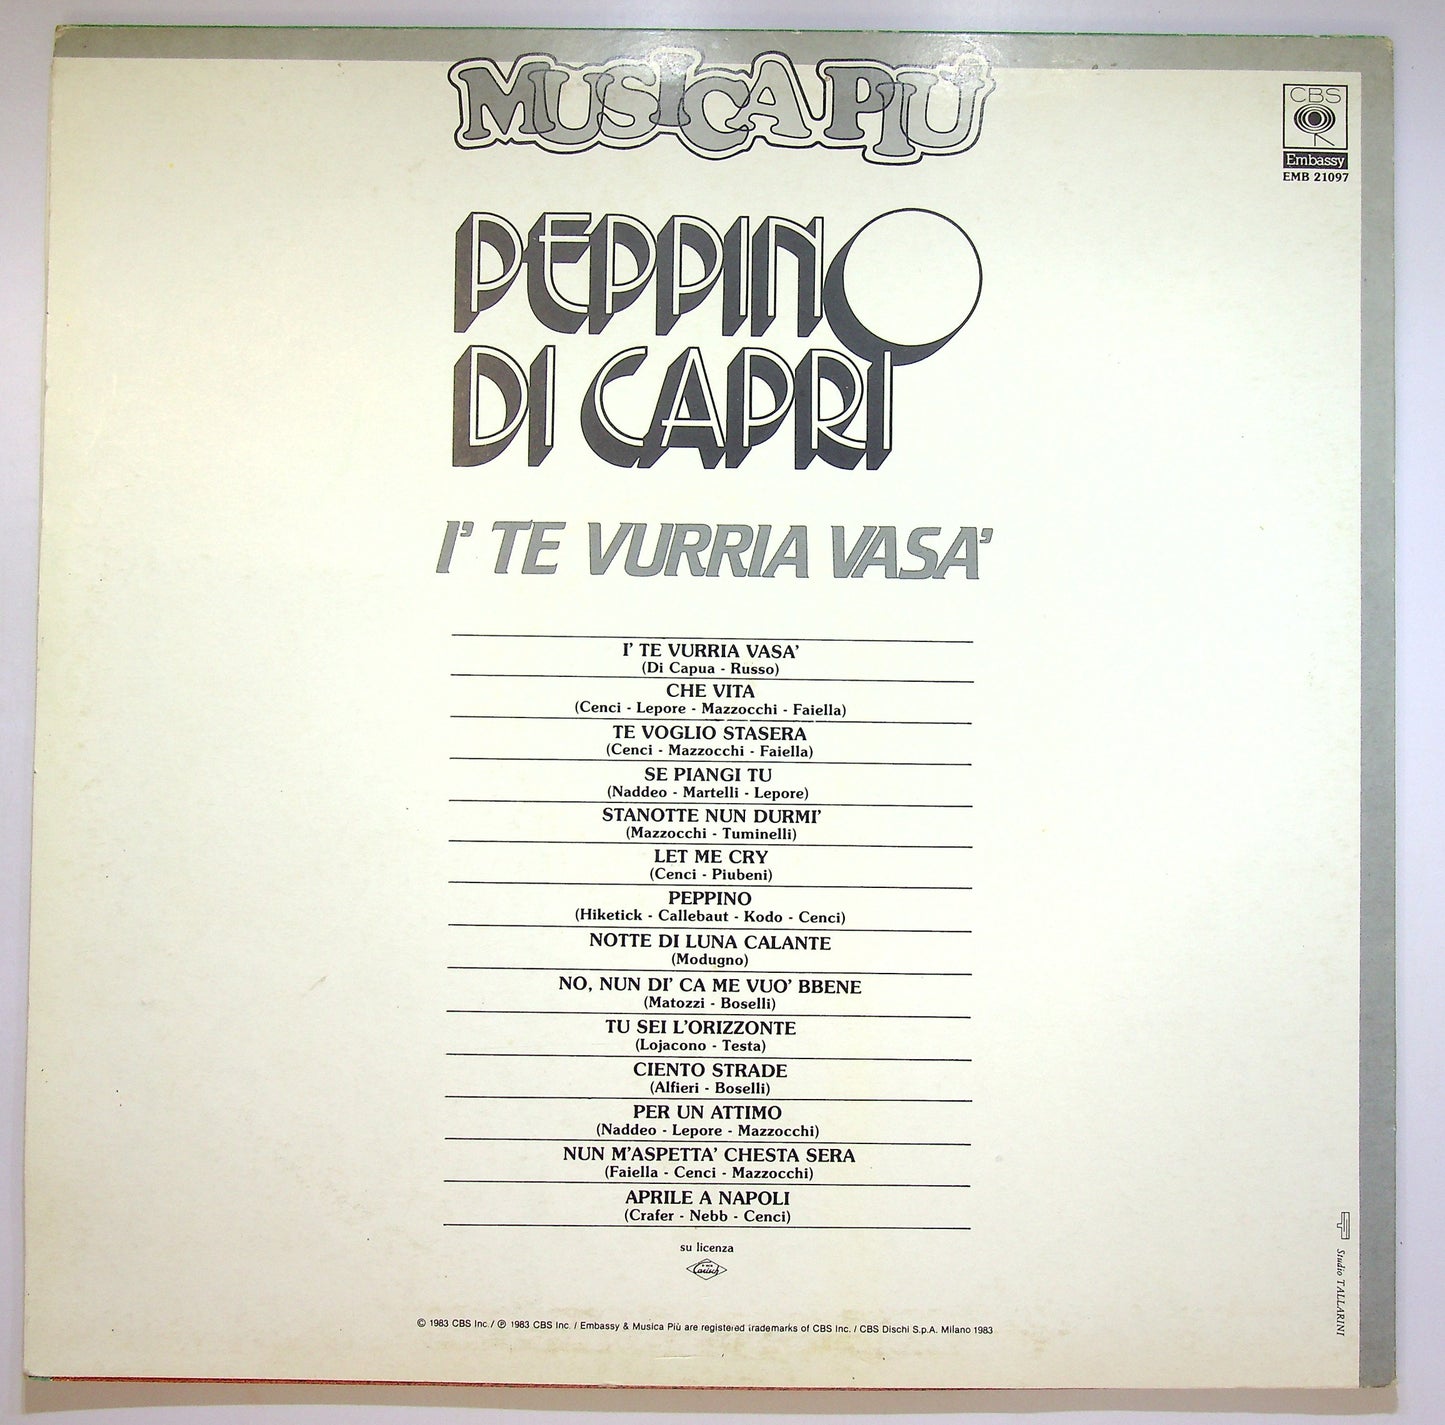 MUSICA PIÙ
CBS
Embassy
EMB 21097
PEPPINO
DI CAPRI
I' TE VURRIA VASA'
I' TE VURRIA VASA'
(Di Capua - Russo)
CHE VITA
(Cenci - Lepore - Mazzocchi - Faiella)
TE VOGLIO STASERA
(Cenci - Mazzocchi - Faiella)
SE PIANGI TU
(Naddeo - Martelli - Lepore)
STANOTTE NUN DURMI'
(Mazzocchi - Tuminelli)
LET ME CRY
(Cenci - Piubeni)
PEPPINO
(Hiketick - Callebaut - Kodo - Cenci)
NOTTE DI LUNA CALANTE
(Modugno)
NO, NUN DI' CA ME VUO' BBENE
(Matozzi - Boselli)
TU SEI L'ORIZZONTE
(Lojacono - Testa)
CIENTO STRADE
(Alfieri - Boselli)
PER UN ATTIMO
(Naddeo - Lepore - Mazzocchi)
NUN M'ASPETTA' CHESTA SERA
(Faiella - Cenci - Mazzocchi)
APRILE A NAPOLI
(Crafer - Nebb - Cenci)
su licenza
Carisch
© 1983 CBS Inc. / ℗ 1983 CBS Inc. / Embassy & Musica Più are registered trademarks of CBS Inc. / CBS Dischi S.p.A. Milano 1983
Studio TALLARINI